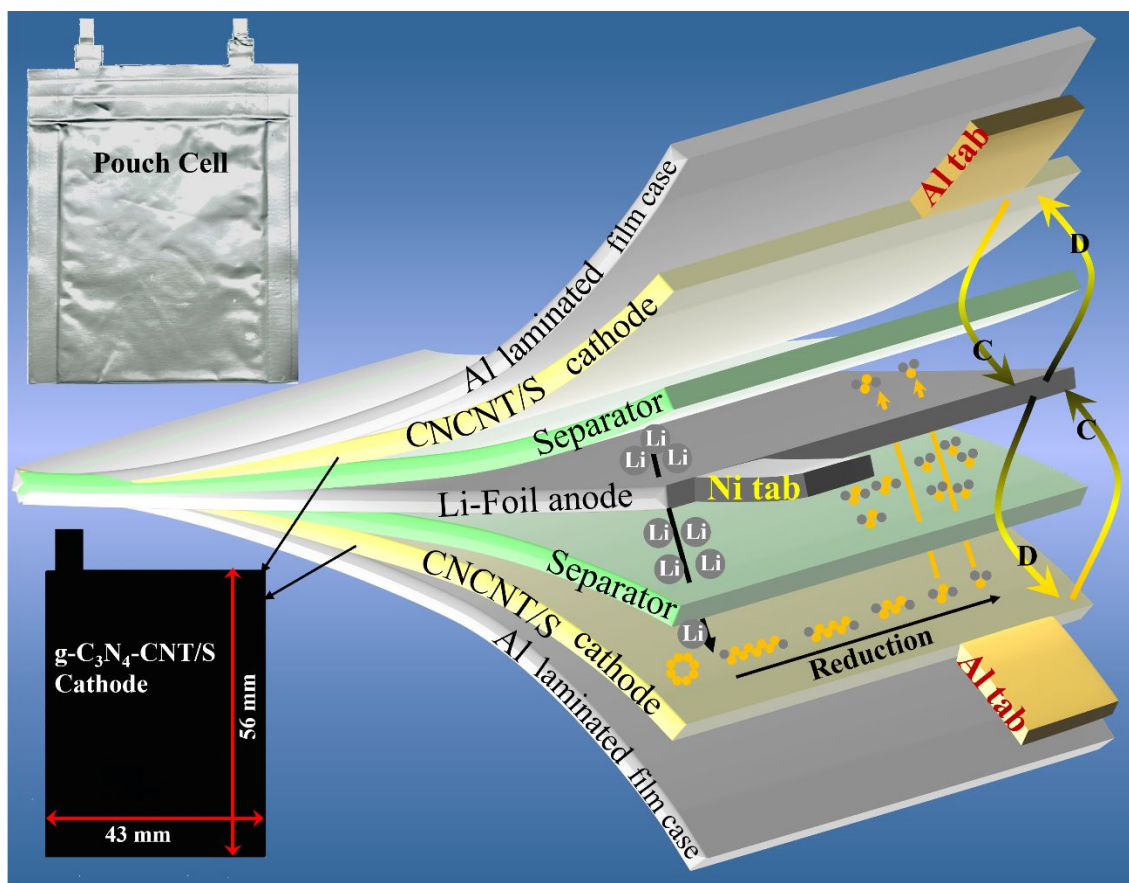 Pouch Cell
Al laminated film case
Al tab
CNCNT/S cathode
D
Separator
C
Li
Li
Li
Li-Foil anode
Ni tab
C
Li
Li
Li
Li
Separator
D
CNCNT/S cathode
Li
Reduction
g-C₃N₄-CNT/S
Cathode
56 mm
43 mm
Al tab
Al laminated film case